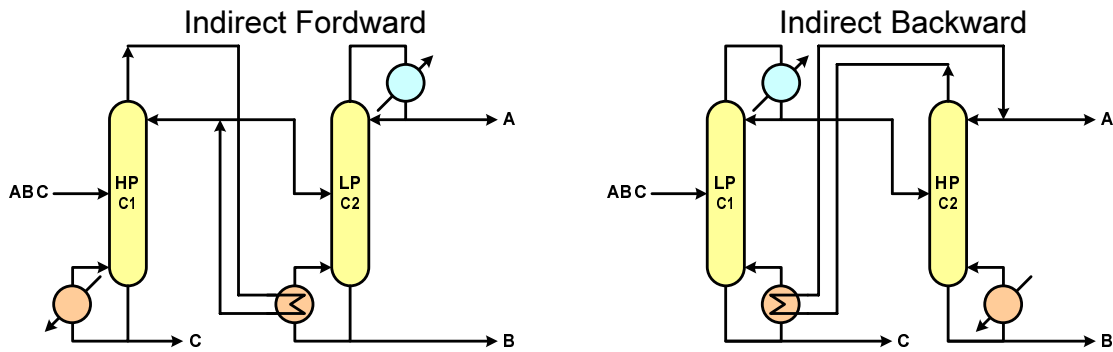 Indirect Fordward
Indirect Backward
A
ABC
HP
C1
LP
C2
C
B
A
ABC
LP
C1
HP
C2
C
B